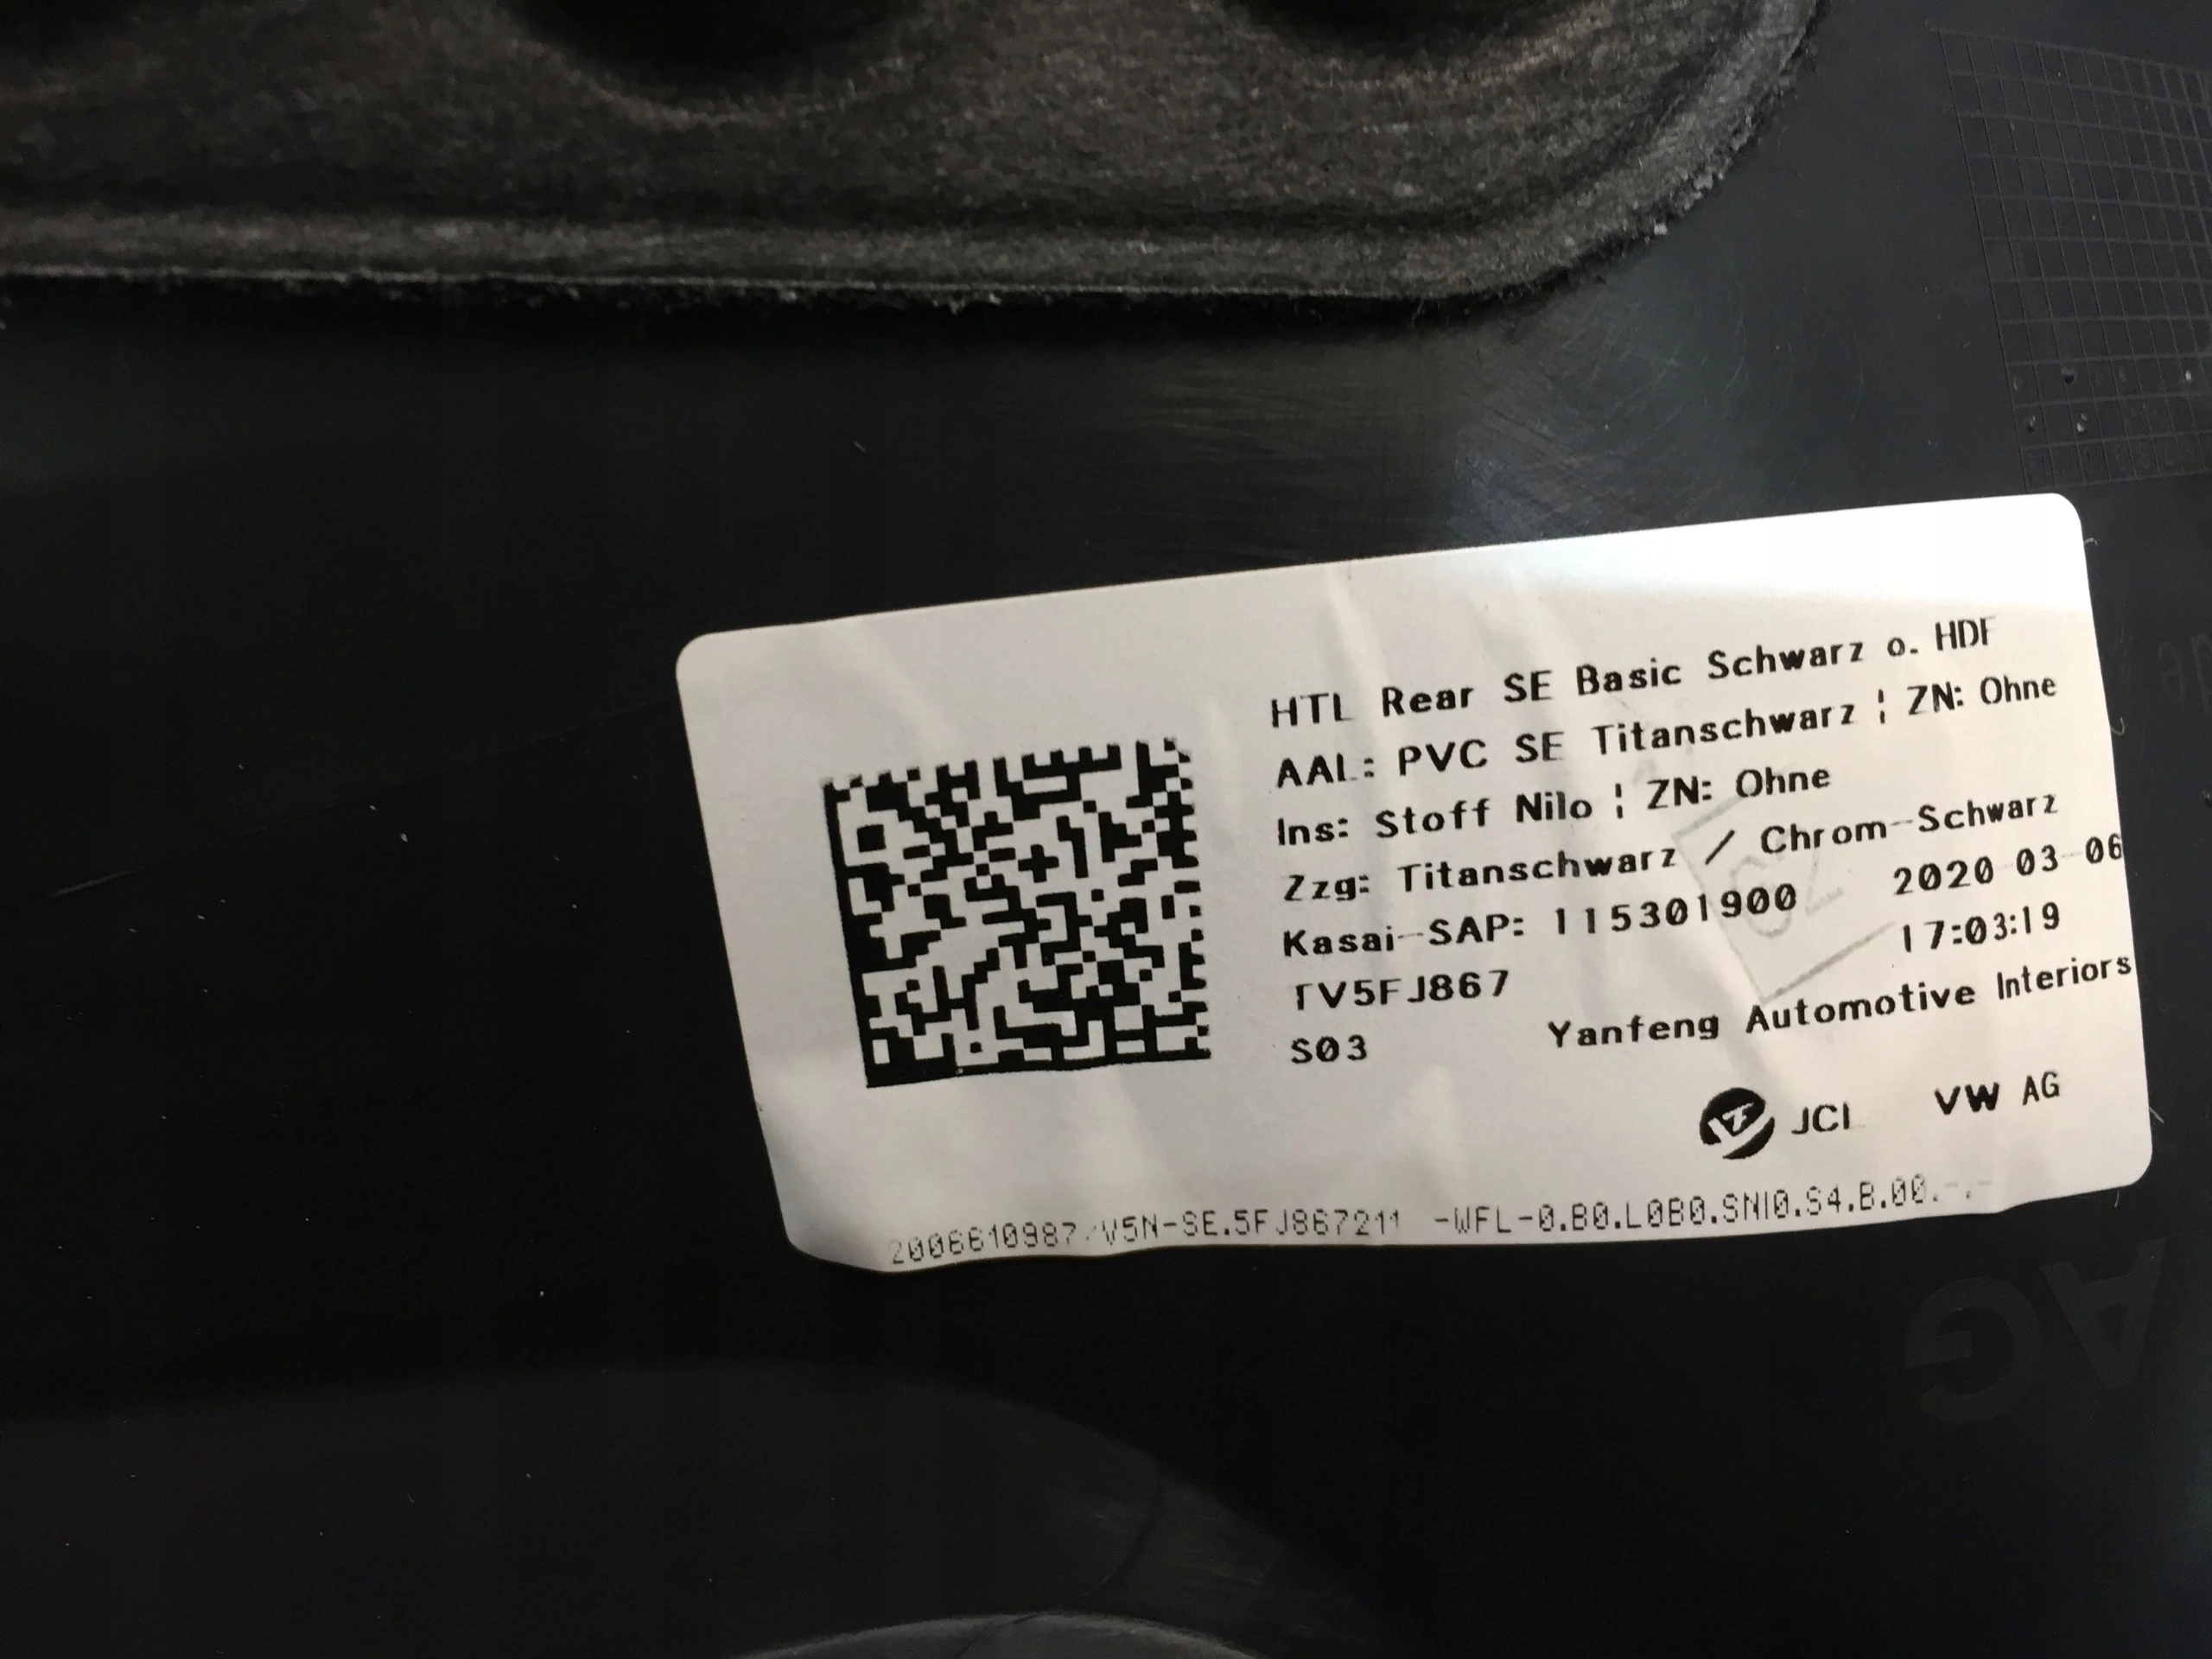 HTL Rear SE Basic Schwarz o. HDF
AAL: PVC SE Titanschwarz ¦ ZN: Ohne
Ins: Stoff Nilo ¦ ZN: Ohne
Zzg: Titanschwarz / Chrom-Schwarz
Kasai-SAP: 115301900 2020-03-06
TV5FJ867 17:03:19
S03 Yanfeng Automotive Interiors
JCI VW AG
2006610987/V5N-SE.5FJ867211 -WFL-0.B0.L0B0.SNI0.S4.B.00.-.-
AG